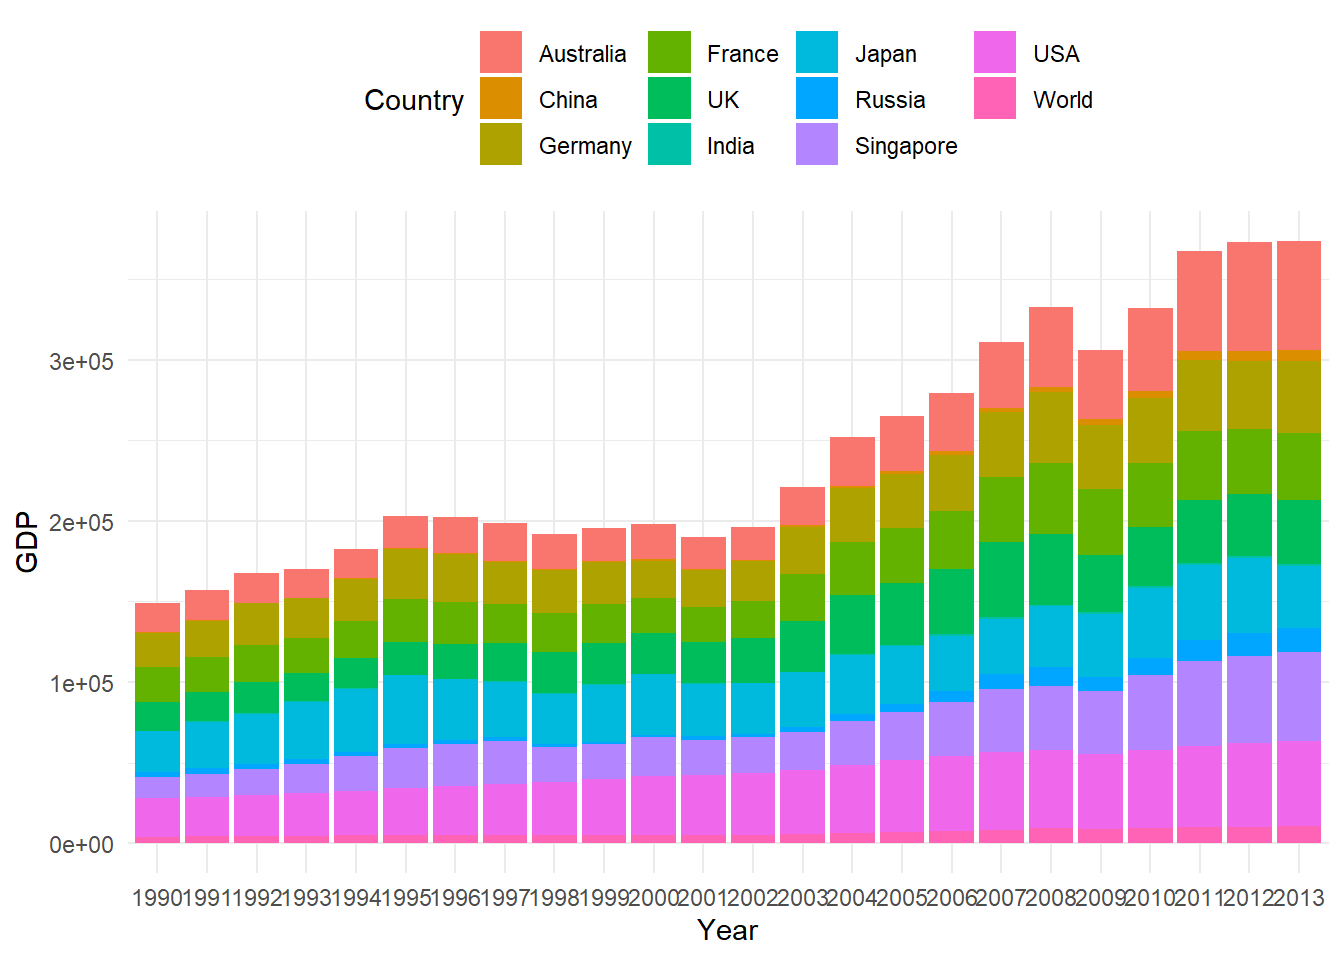 Australia France Japan USA
Country China UK Russia World
Germany India Singapore
3e+05
2e+05
GDP
1e+05
0e+00
1990 1991 1992 1993 1994 1995 1996 1997 1998 1999 2000 2001 2002 2003 2004 2005 2006 2007 2008 2009 2010 2011 2012 2013
Year